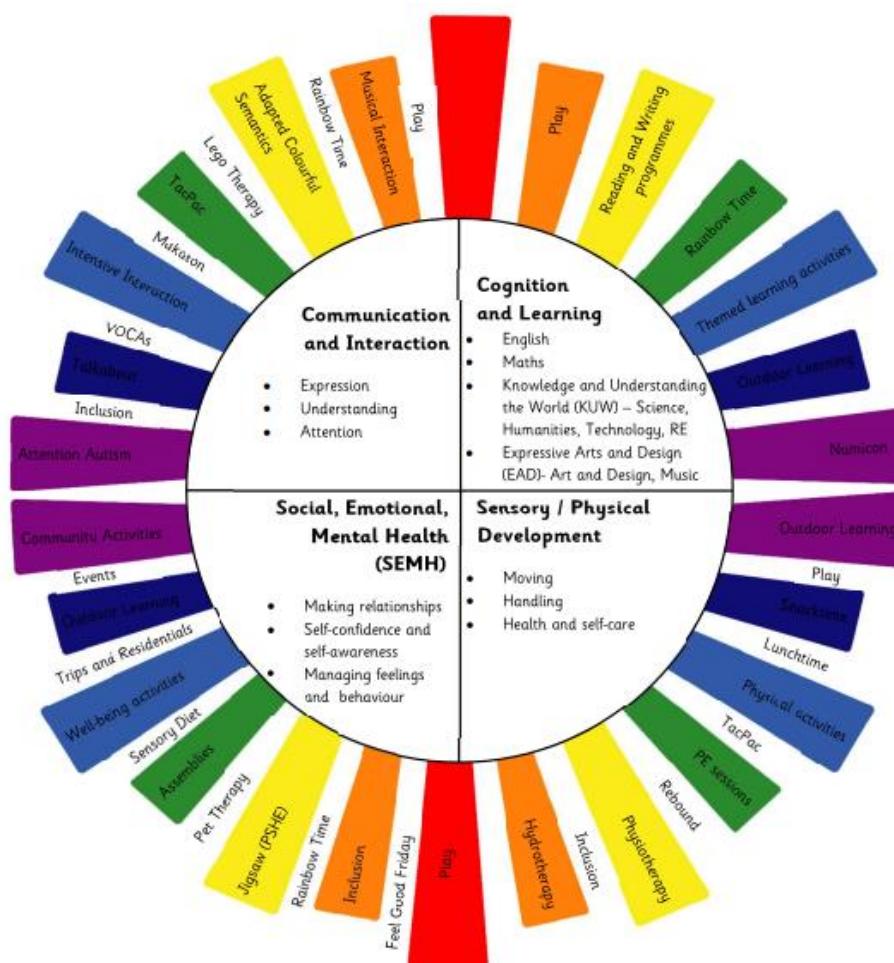 Play
Musical Interaction
Rainbow Time
Adapted Colourful
Semantics
Lego Therapy
TacPac
Makaton
Intensive Interaction
VOCAs
Talkabout
Inclusion
Attention Autism
Play
Reading and Writing
programmes
Rainbow Time
Themed learning activities
Outdoor Learning
Numicon
Communication
and Interaction
• Expression
• Understanding
• Attention
Cognition
and Learning
• English
• Maths
• Knowledge and Understanding
the World (KUW) – Science,
Humanities, Technology, RE
• Expressive Arts and Design
(EAD)- Art and Design, Music
Social, Emotional,
Mental Health
(SEMH)
• Making relationships
• Self-confidence and
self-awareness
• Managing feelings
and behaviour
Sensory / Physical
Development
• Moving
• Handling
• Health and self-care
Community Activities
Events
Outdoor Learning
Trips and Residentials
Well-being activities
Sensory Diet
Assemblies
Pet Therapy
Jigsaw (PSHE)
Rainbow Time
Inclusion
Feel Good Friday
Play
Outdoor Learning
Play
Snacktime
Lunchtime
Physical activities
TacPac
PE sessions
Rebound
Physiotherapy
Inclusion
Hydrotherapy